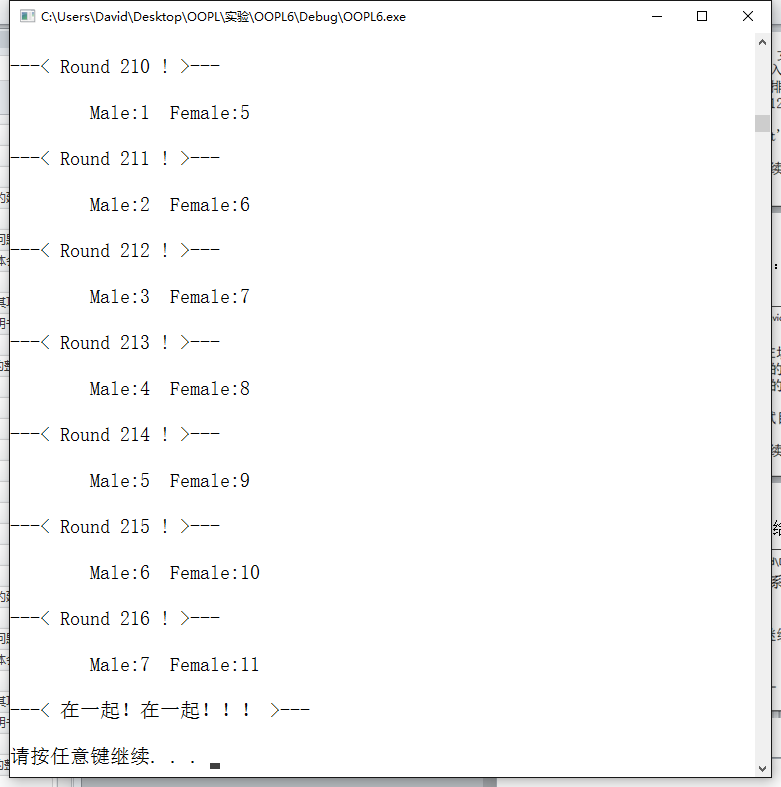 C:\Users\David\Desktop\OOPL\实验\OOPL6\Debug\OOPL6.exe
---< Round 210 ! >---
Male:1  Female:5
---< Round 211 ! >---
Male:2  Female:6
---< Round 212 ! >---
Male:3  Female:7
---< Round 213 ! >---
Male:4  Female:8
---< Round 214 ! >---
Male:5  Female:9
---< Round 215 ! >---
Male:6  Female:10
---< Round 216 ! >---
Male:7  Female:11
---< 在一起！在一起！！！ >---
请按任意键继续. . .